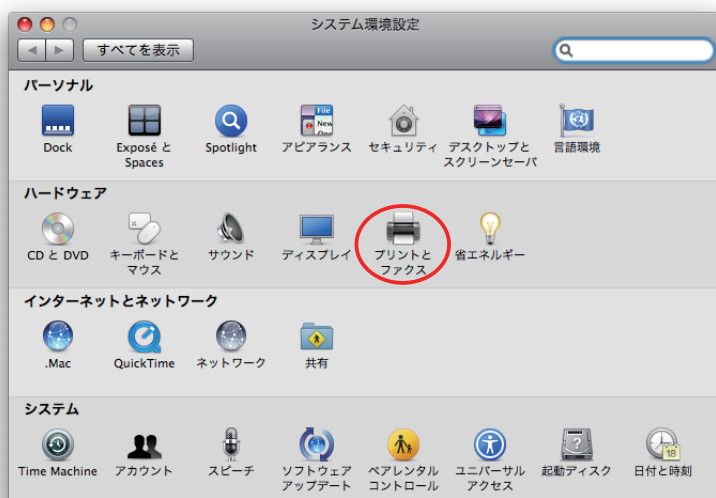 システム環境設定
すべてを表示
パーソナル
Dock
Exposé と
Spaces
Spotlight
File
New
アピアランス
セキュリティ
デスクトップと
スクリーンセーバ
言語環境
ハードウェア
CD と DVD
キーボードと
マウス
サウンド
ディスプレイ
プリントと
ファクス
省エネルギー
インターネットとネットワーク
.Mac
QuickTime
ネットワーク
共有
システム
Time Machine
アカウント
スピーチ
ソフトウェア
アップデート
ペアレンタル
コントロール
ユニバーサル
アクセス
?
起動ディスク
18
日付と時刻